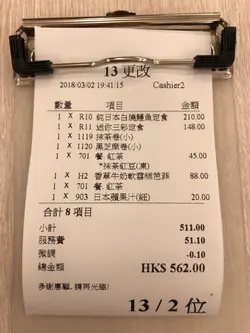 13 更改
2018/03/02 19:41:15 Cashier2
數量 項目 金額
1 X R10 純日本白燒鰻魚定食 210.00
1 X R11 迷你三彩定食 148.00
1 X 1119 抹茶卷(小)
1 X 1120 黑芝麻卷(小)
1 X 701 餐.紅茶 45.00
*抹茶紅豆(凍)
1 X H2 香草牛奶軟雪糕芭菲 88.00
1 X 701 餐.紅茶
1 X 903 日本蘋果汁(細) 20.00
合計 8 項目
小計 511.00
服務費 51.10
微調 -0.10
總金額 HK$ 562.00
多謝惠顧, 請再光臨!
13 / 2 位